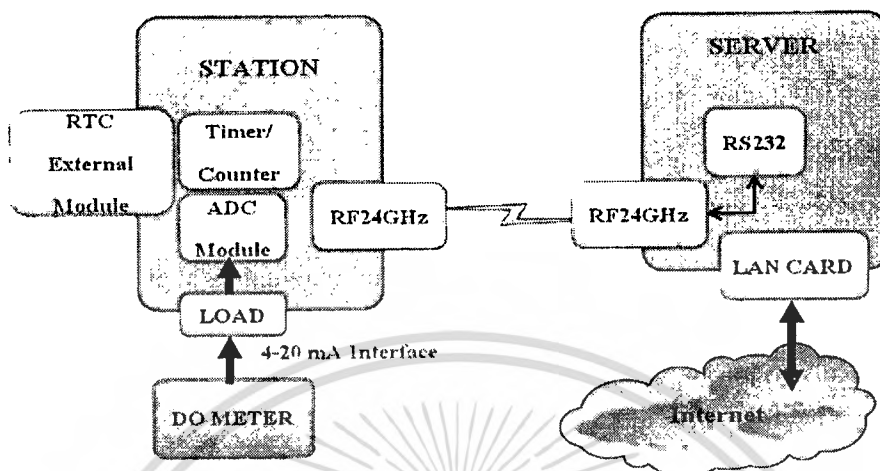 STATION
RTC
External
Module
Timer/
Counter
ADC
Module
RF24GHz
LOAD
4-20 mA Interface
DO METER
SERVER
RS232
RF24GHz
LAN CARD
Internet